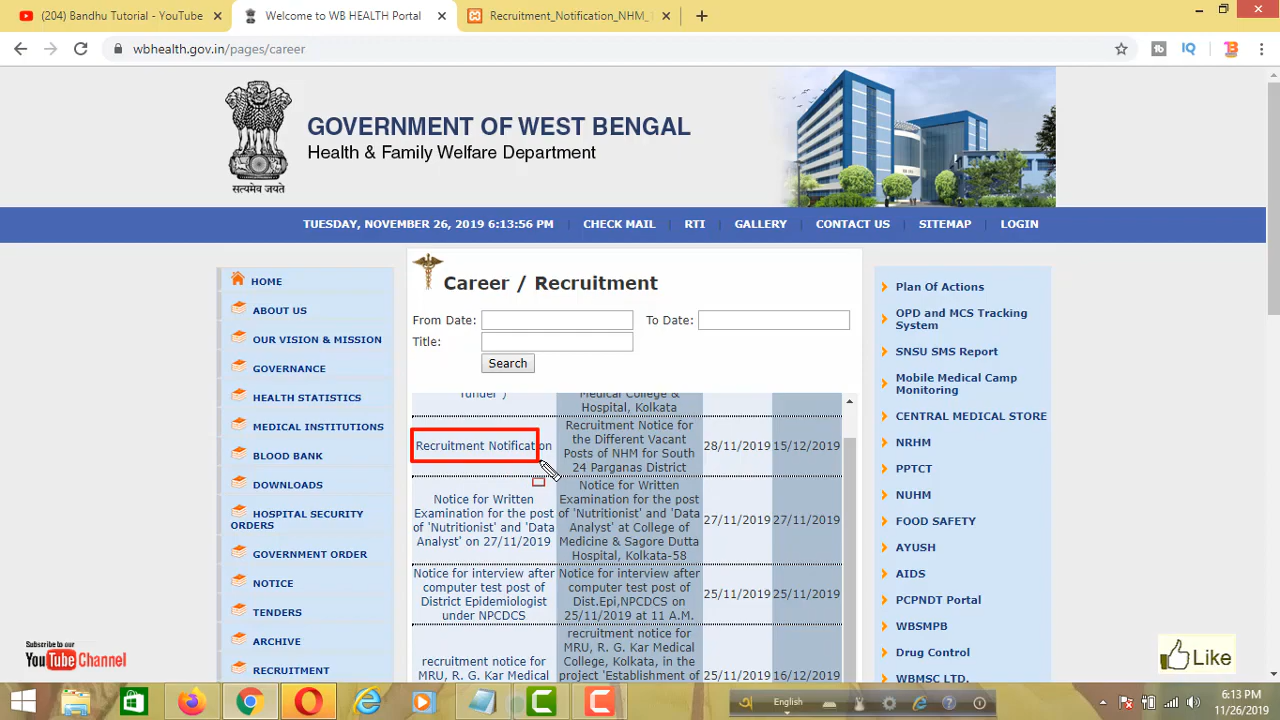 (204) Bandhu Tutorial - YouTube
Welcome to WB HEALTH Portal
Recruitment_Notification_NHM_
wbhealth.gov.in/pages/career
सत्यमेव जयते
GOVERNMENT OF WEST BENGAL
Health & Family Welfare Department
TUESDAY, NOVEMBER 26, 2019 6:13:56 PM | CHECK MAIL | RTI | GALLERY | CONTACT US | SITEMAP | LOGIN
HOME
ABOUT US
OUR VISION & MISSION
GOVERNANCE
HEALTH STATISTICS
MEDICAL INSTITUTIONS
BLOOD BANK
DOWNLOADS
HOSPITAL SECURITY
ORDERS
GOVERNMENT ORDER
NOTICE
TENDERS
ARCHIVE
RECRUITMENT
Career / Recruitment
From Date:
To Date:
Title:
Search
funder )
Medical College &
Hospital, Kolkata
Recruitment Notification
Recruitment Notice for
the Different Vacant
Posts of NHM for South
24 Parganas District
28/11/2019
15/12/2019
Notice for Written
Examination for the post
of 'Nutritionist' and 'Data
Analyst' on 27/11/2019
Notice for Written
Examination for the post
of 'Nutritionist' and 'Data
Analyst' at College of
Medicine & Sagore Dutta
Hospital, Kolkata-58
27/11/2019
27/11/2019
Notice for interview after
computer test post of
District Epidemiologist
under NPCDCS
Notice for interview after
computer test post of
Dist.Epi,NPCDCS on
25/11/2019 at 11 A.M.
25/11/2019
25/11/2019
recruitment notice for
MRU, R. G. Kar Medical
recruitment notice for
MRU, R. G. Kar Medical
College, Kolkata, in the
project 'Establishment of
25/11/2019
16/12/2019
Plan Of Actions
OPD and MCS Tracking
System
SNSU SMS Report
Mobile Medical Camp
Monitoring
CENTRAL MEDICAL STORE
NRHM
PPTCT
NUHM
FOOD SAFETY
AYUSH
AIDS
PCPNDT Portal
WBSMPB
Drug Control
WBMSC LTD.
Subscribe to our
YouTube Channel
Like
English
6:13 PM
11/26/2019